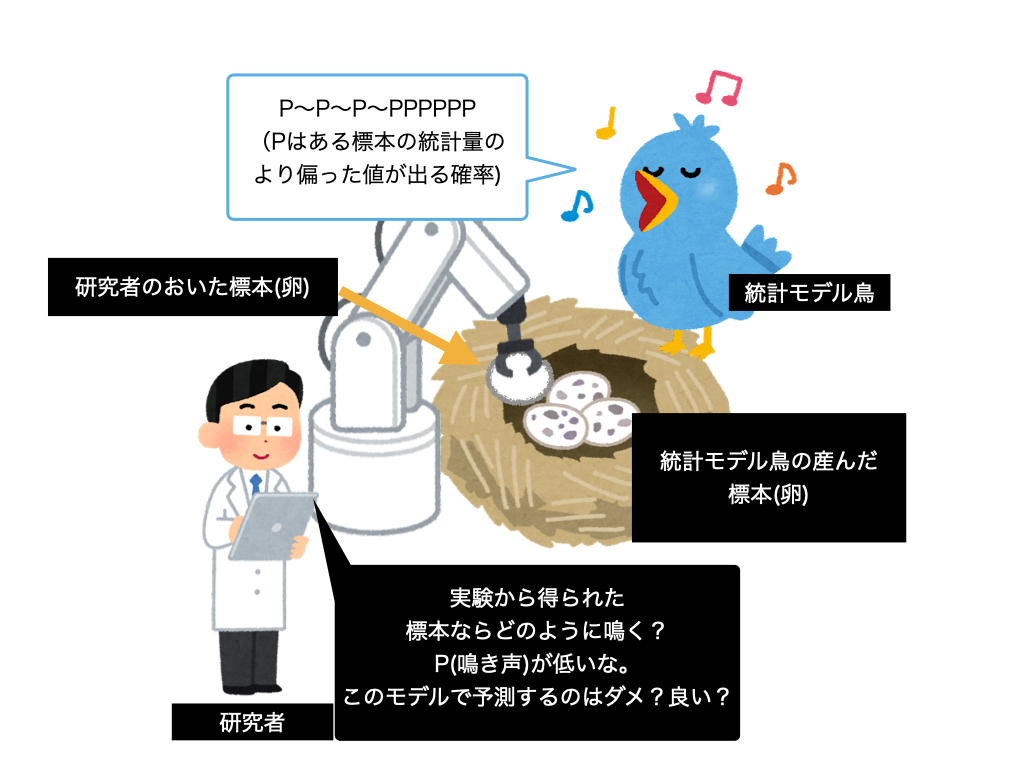 P〜P〜P〜PPPPPP
（Pはある標本の統計量の
より偏った値が出る確率)
研究者のおいた標本(卵)
統計モデル鳥
統計モデル鳥の産んだ
標本(卵)
実験から得られた
標本ならどのように鳴く？
P(鳴き声)が低いな。
このモデルで予測するのはダメ？良い？
研究者